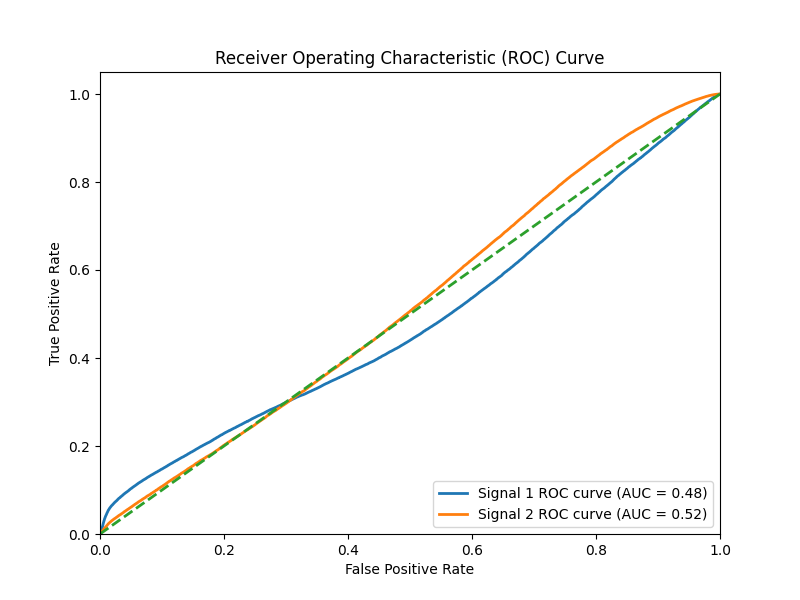 Receiver Operating Characteristic (ROC) Curve
True Positive Rate
1.0
0.8
0.6
0.4
0.2
0.0
Signal 1 ROC curve (AUC = 0.48)
Signal 2 ROC curve (AUC = 0.52)
0.0 0.2 0.4 0.6 0.8 1.0
False Positive Rate